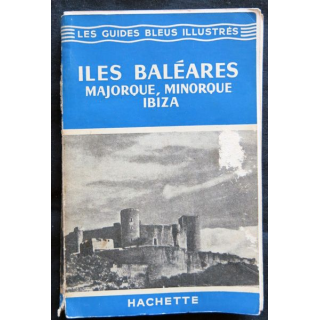 LES GUIDES BLEUS ILLUSTRÉS
ILES BALÉARES
MAJORQUE, MINORQUE
IBIZA
HACHETTE